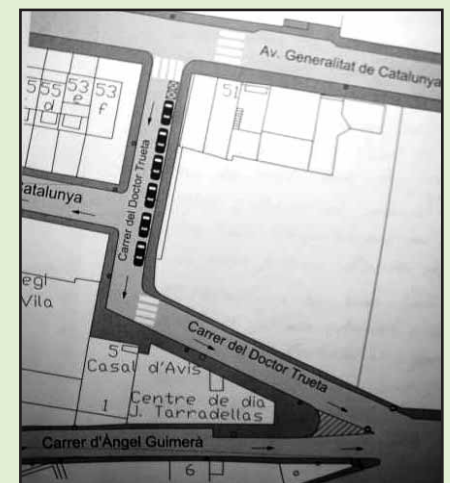 Av. Generalitat de Catalunya
51
55
53
53
d
e
f
Carrer del Doctor Trueta
Catalunya
egi
Vila
Carrer del Doctor Trueta
5
Casal d'Avis
1
Centre de dia
J. Tarradellas
Carrer d'Àngel Guimerà
6